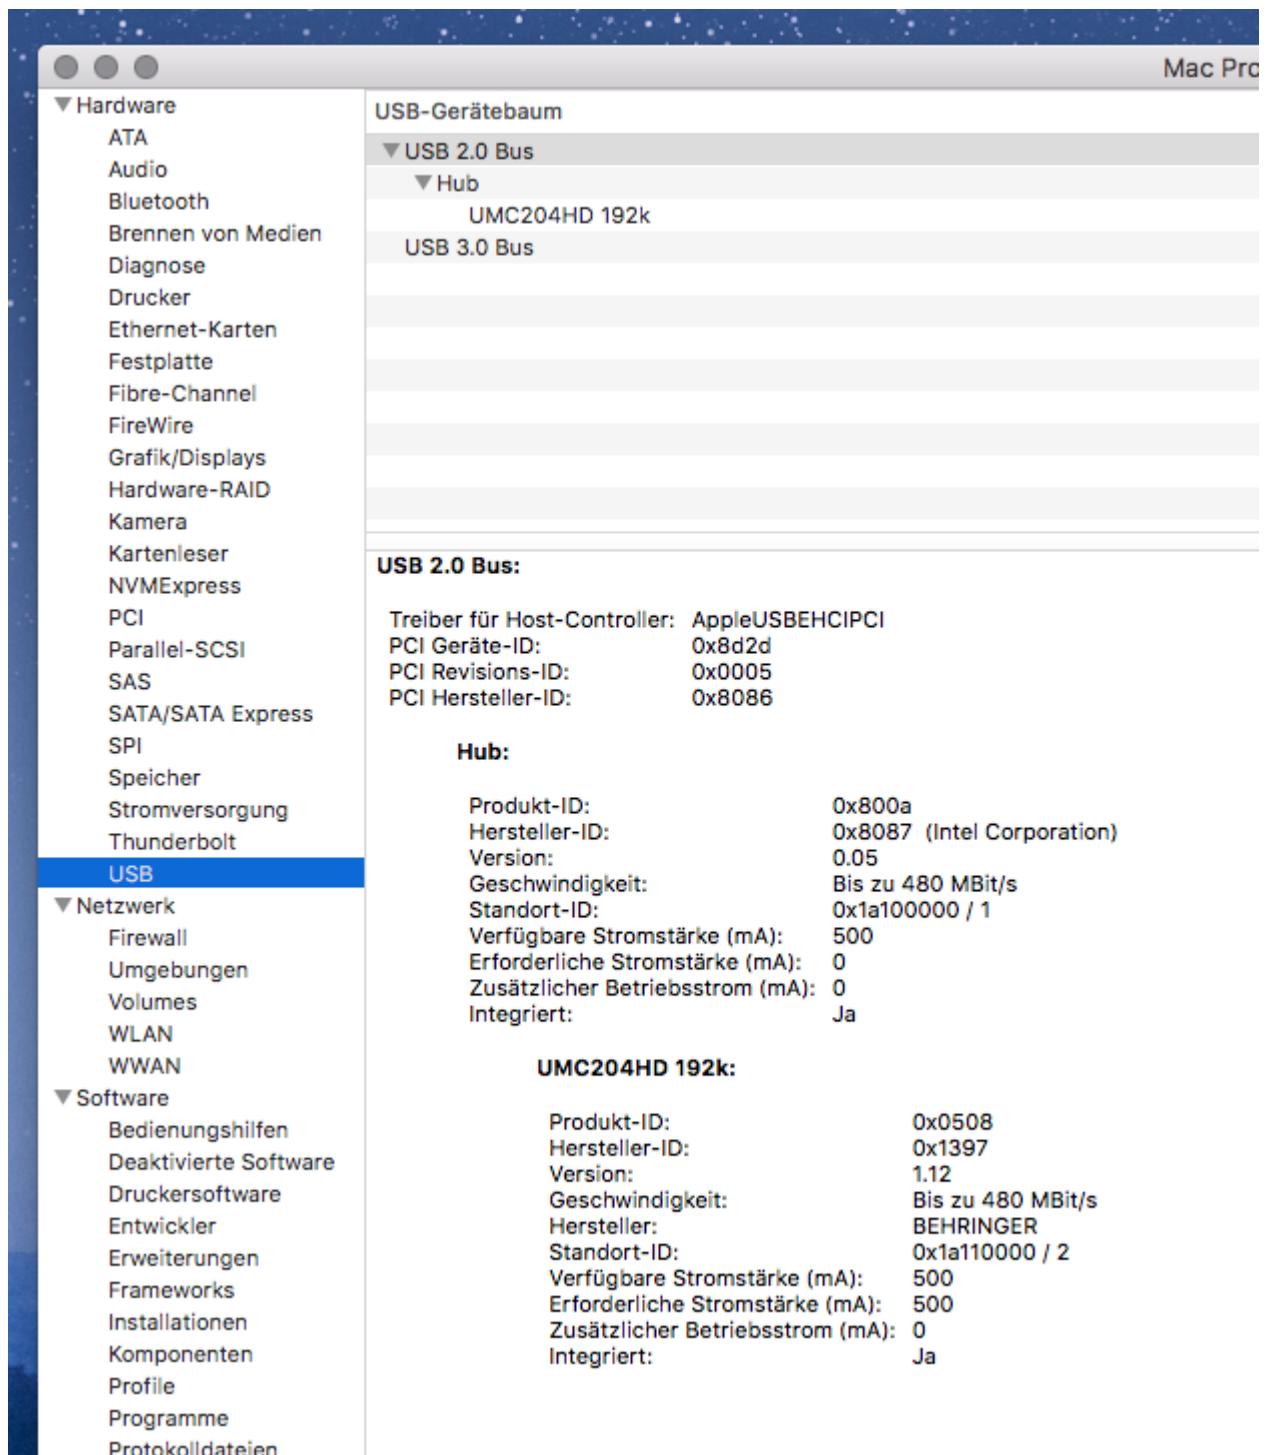 Mac Pro
Hardware
ATA
Audio
Bluetooth
Brennen von Medien
Diagnose
Drucker
Ethernet-Karten
Festplatte
Fibre-Channel
FireWire
Grafik/Displays
Hardware-RAID
Kamera
Kartenleser
NVMExpress
PCI
Parallel-SCSI
SAS
SATA/SATA Express
SPI
Speicher
Stromversorgung
Thunderbolt
USB
Netzwerk
Firewall
Umgebungen
Volumes
WLAN
WWAN
Software
Bedienungshilfen
Deaktivierte Software
Druckersoftware
Entwickler
Erweiterungen
Frameworks
Installationen
Komponenten
Profile
Programme
Protokolldateien
USB-Gerätebaum
USB 2.0 Bus
Hub
UMC204HD 192k
USB 3.0 Bus
USB 2.0 Bus:
Treiber für Host-Controller: AppleUSBEHCIPCI
PCI Geräte-ID: 0x8d2d
PCI Revisions-ID: 0x0005
PCI Hersteller-ID: 0x8086
Hub:
Produkt-ID: 0x800a
Hersteller-ID: 0x8087 (Intel Corporation)
Version: 0.05
Geschwindigkeit: Bis zu 480 MBit/s
Standort-ID: 0x1a100000 / 1
Verfügbare Stromstärke (mA): 500
Erforderliche Stromstärke (mA): 0
Zusätzlicher Betriebsstrom (mA): 0
Integriert: Ja
UMC204HD 192k:
Produkt-ID: 0x0508
Hersteller-ID: 0x1397
Version: 1.12
Geschwindigkeit: Bis zu 480 MBit/s
Hersteller: BEHRINGER
Standort-ID: 0x1a110000 / 2
Verfügbare Stromstärke (mA): 500
Erforderliche Stromstärke (mA): 500
Zusätzlicher Betriebsstrom (mA): 0
Integriert: Ja